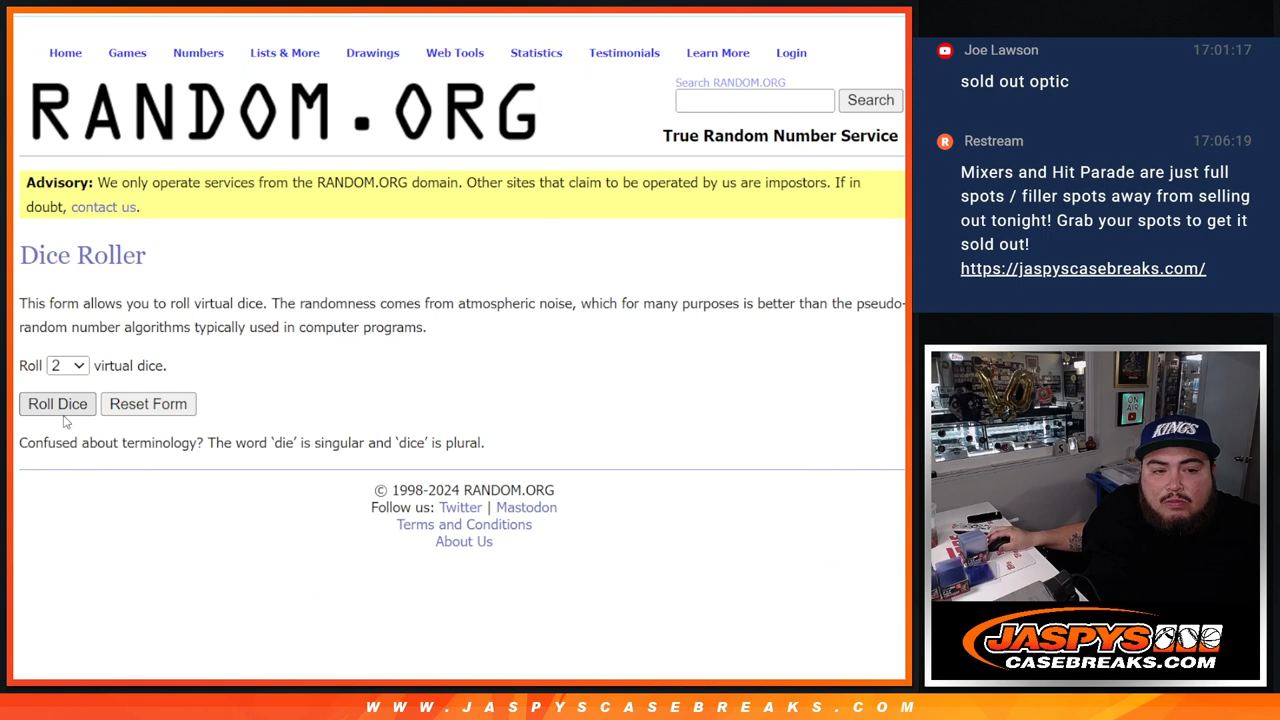 Home Games Numbers Lists & More Drawings Web Tools Statistics Testimonials Learn More Login
RANDOM.ORG
Search RANDOM.ORG
Search
True Random Number Service
Advisory: We only operate services from the RANDOM.ORG domain. Other sites that claim to be operated by us are impostors. If in
doubt, contact us.
Dice Roller
This form allows you to roll virtual dice. The randomness comes from atmospheric noise, which for many purposes is better than the pseudo-
random number algorithms typically used in computer programs.
Roll 2 virtual dice.
Roll Dice Reset Form
Confused about terminology? The word ‘die’ is singular and ‘dice’ is plural.
© 1998-2024 RANDOM.ORG
Follow us: Twitter | Mastodon
Terms and Conditions
About Us
Joe Lawson 17:01:17
sold out optic
R Restream 17:06:19
Mixers and Hit Parade are just full
spots / filler spots away from selling
out tonight! Grab your spots to get it
sold out!
https://jaspyscasebreaks.com/
ON
AIR
KINGS
JASPYS
CASEBREAKS.COM
WWW.JASPYSCASEBREAKS.COM